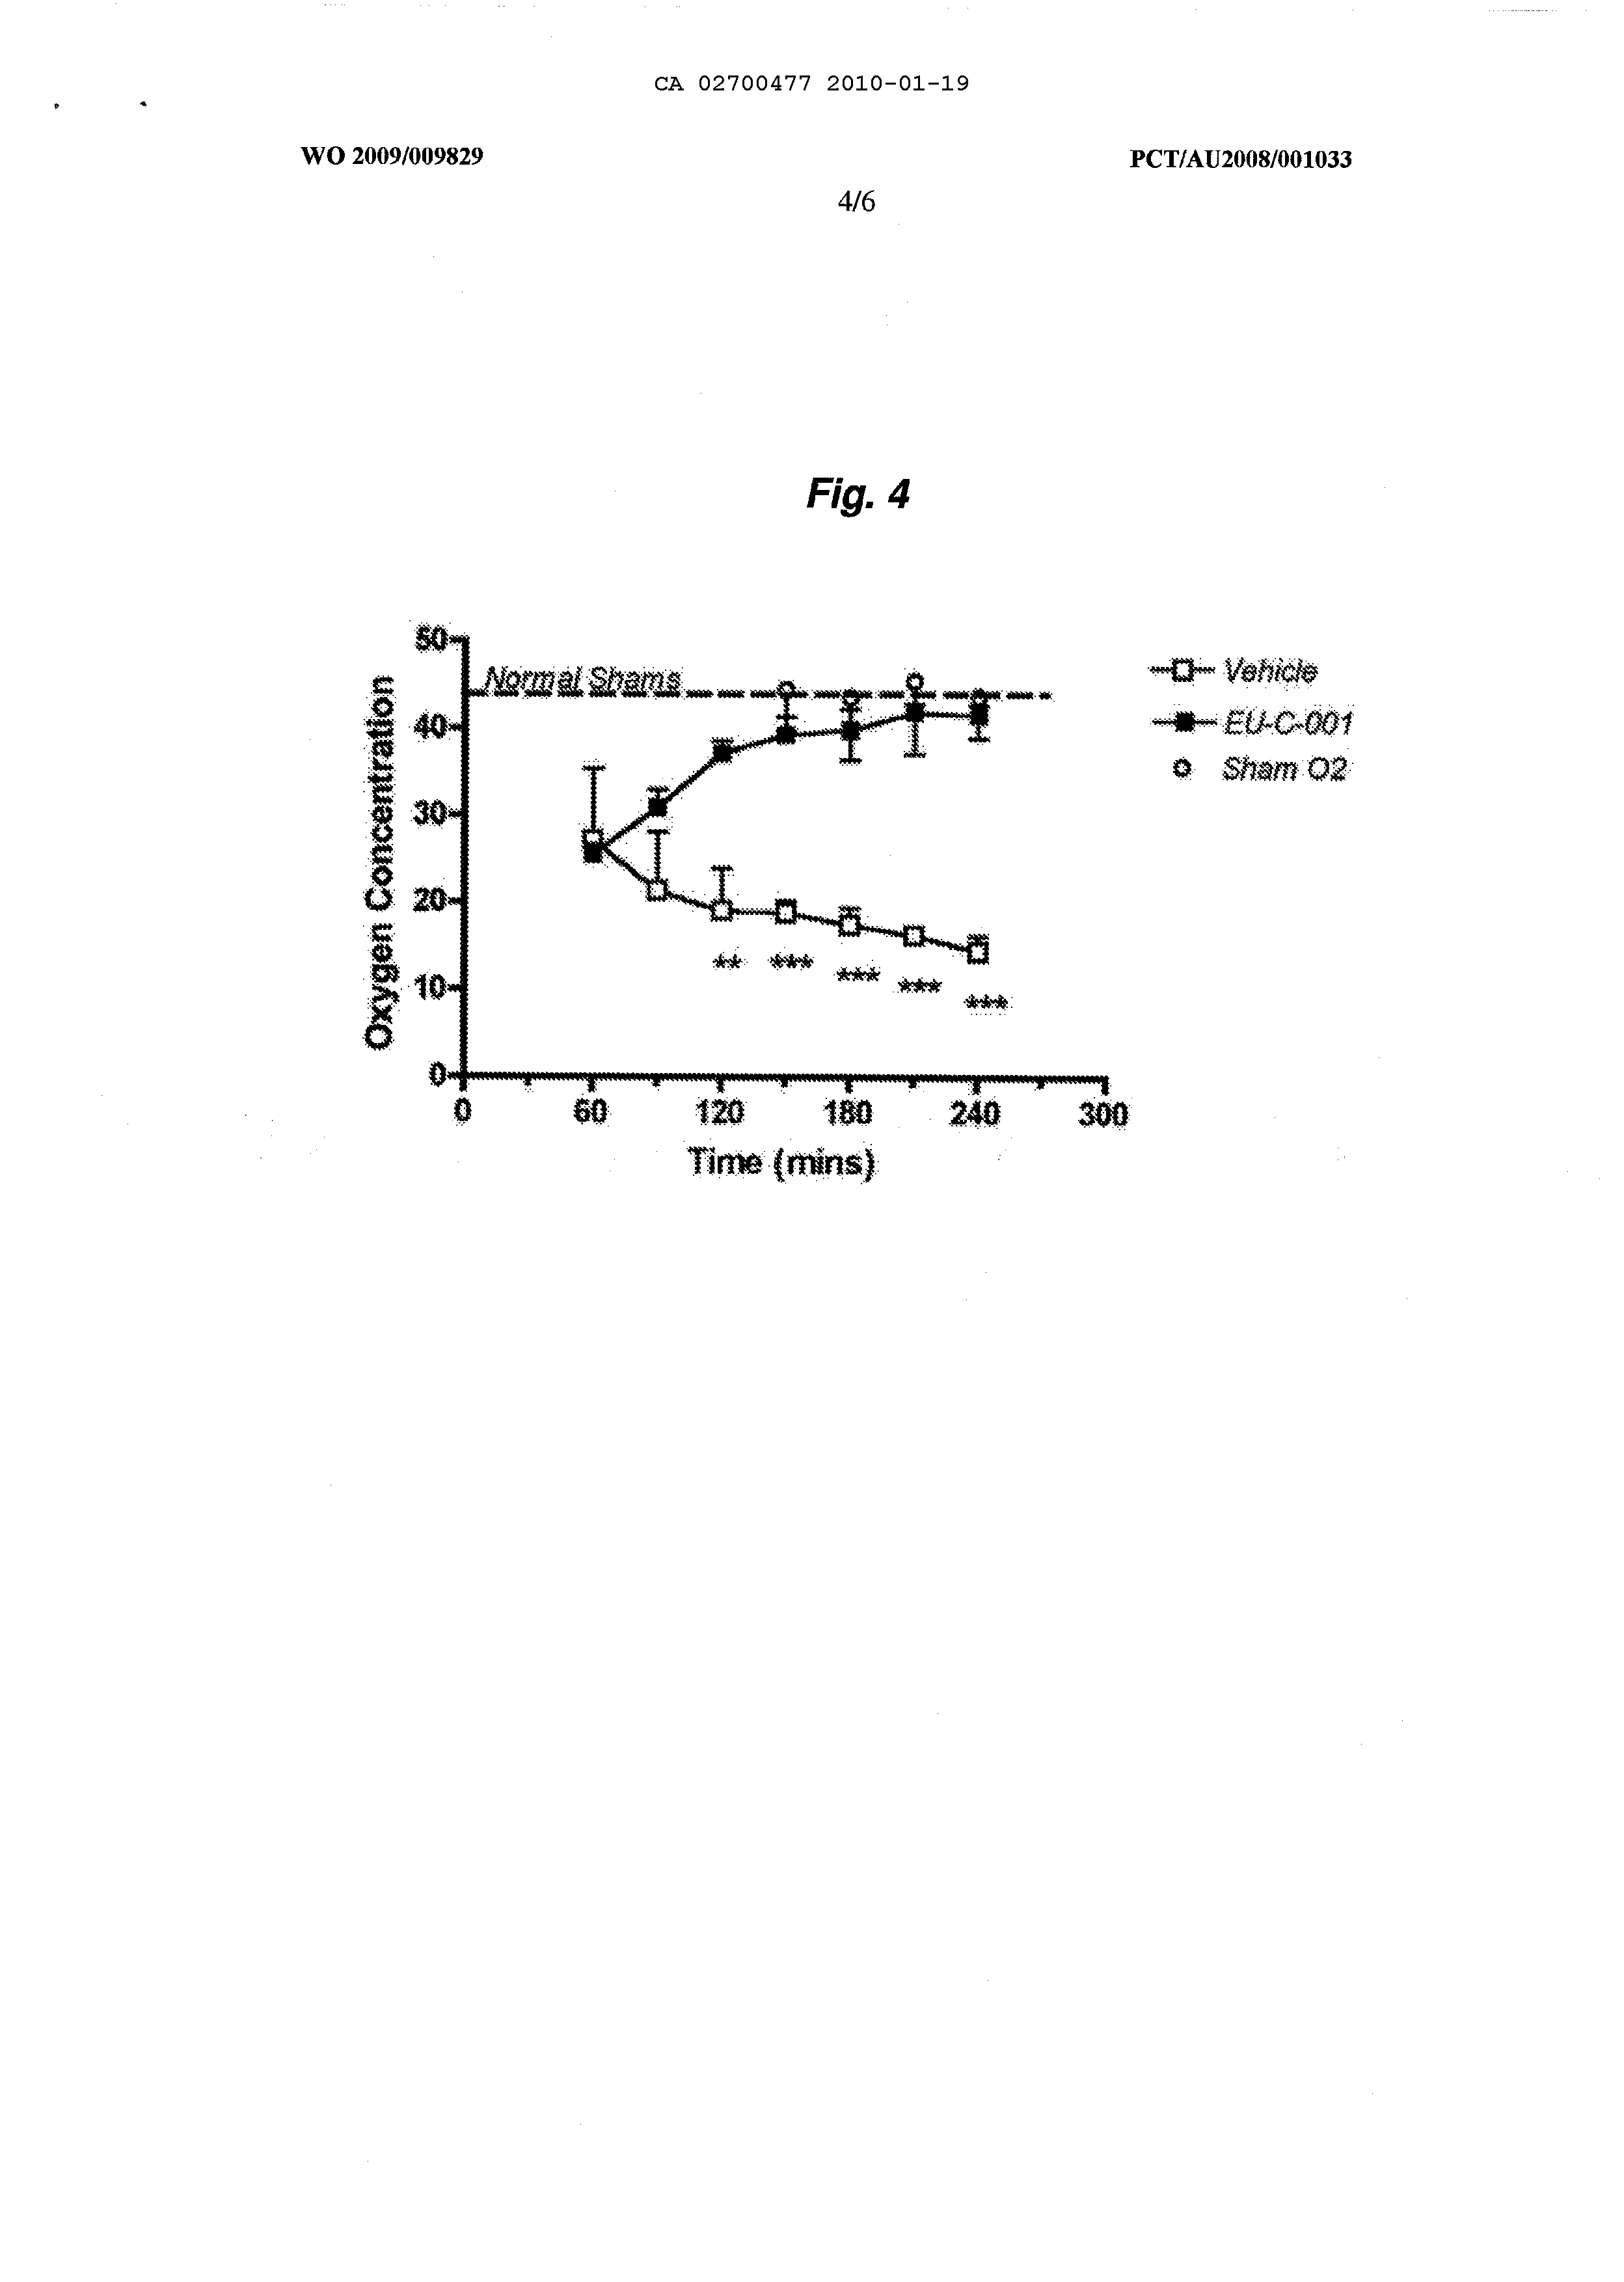 CA 02700477 2010-01-19
WO 2009/009829
PCT/AU2008/001033
4/6
Fig. 4
50
40
30
20
10
0
Oxygen Concentration
Normal Shams
** *** *** *** ***
0 60 120 180 240 300
Time (mins)
Vehicle
EU-C-001
Sham O2